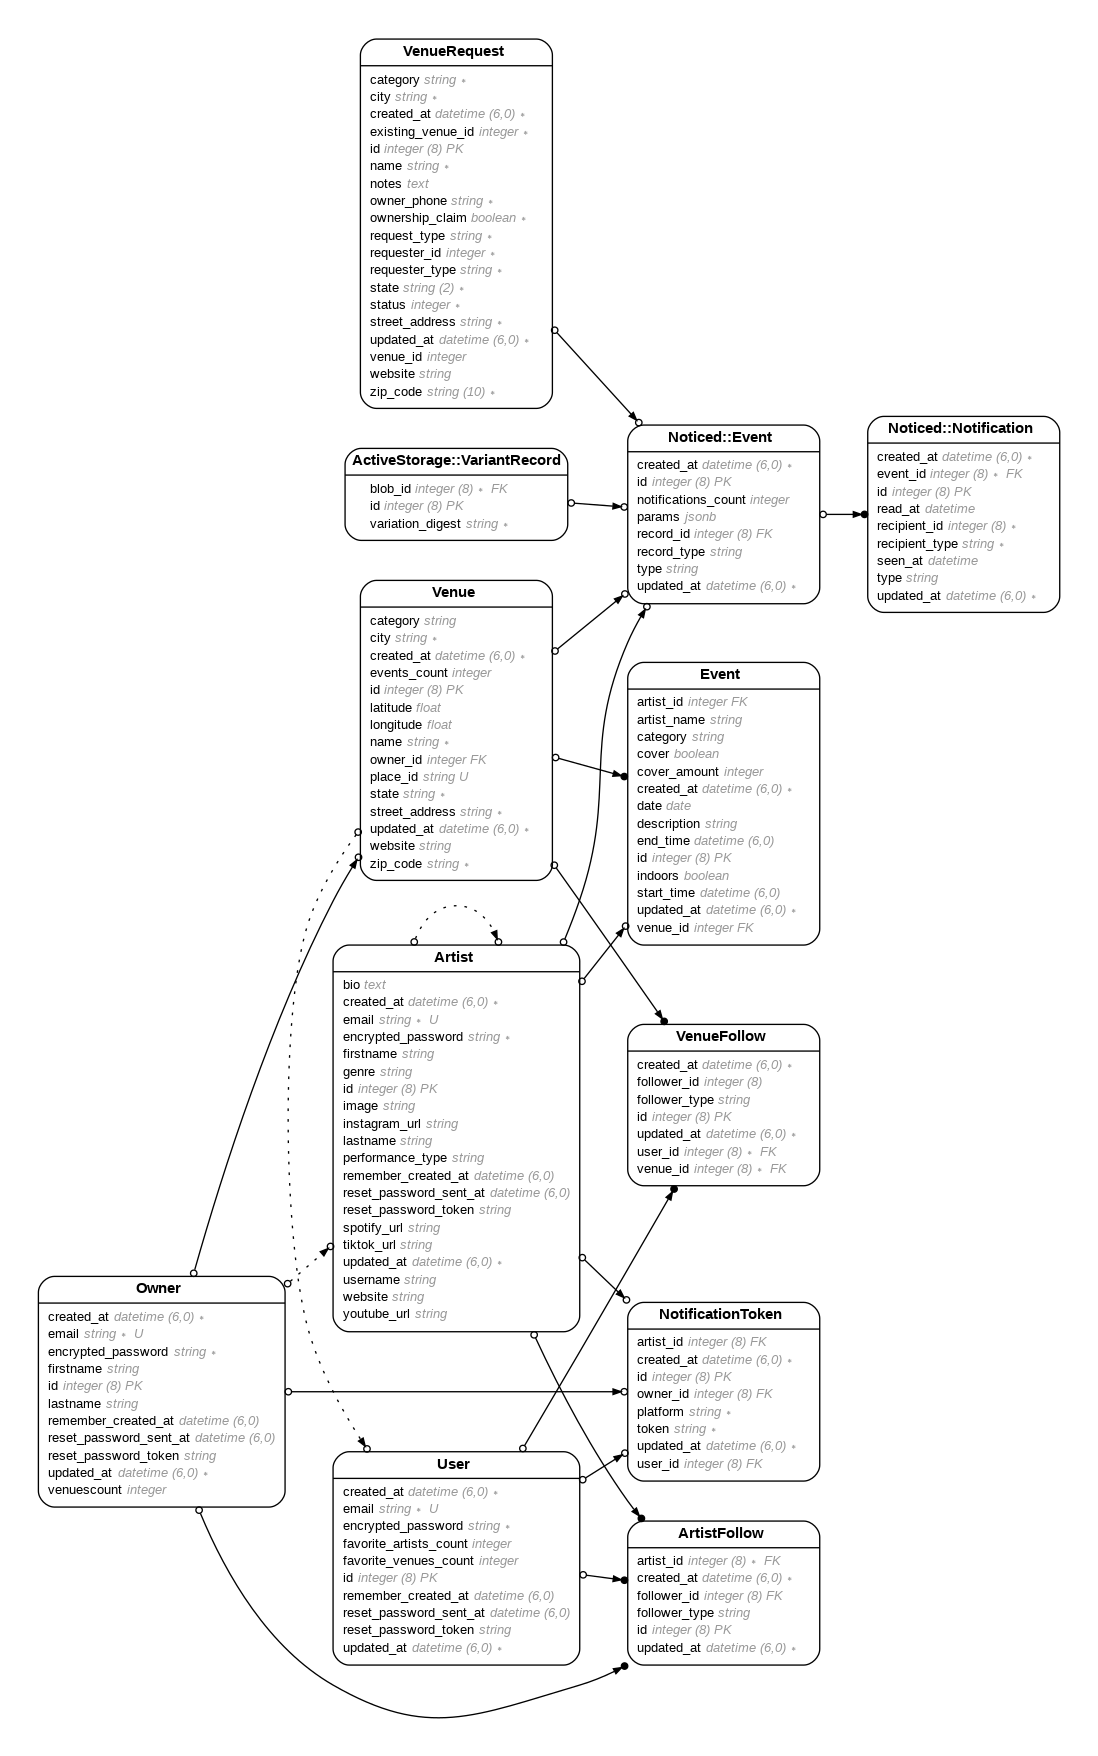 VenueRequest
category string ∗
city string ∗
created_at datetime (6,0) ∗
existing_venue_id integer ∗
id integer (8) PK
name string ∗
notes text
owner_phone string ∗
ownership_claim boolean ∗
request_type string ∗
requester_id integer ∗
requester_type string ∗
state string (2) ∗
status integer ∗
street_address string ∗
updated_at datetime (6,0) ∗
venue_id integer
website string
zip_code string (10) ∗
ActiveStorage::VariantRecord
blob_id integer (8) ∗ FK
id integer (8) PK
variation_digest string ∗
Noticed::Event
created_at datetime (6,0) ∗
id integer (8) PK
notifications_count integer
params jsonb
record_id integer (8) FK
record_type string
type string
updated_at datetime (6,0) ∗
Noticed::Notification
created_at datetime (6,0) ∗
event_id integer (8) ∗ FK
id integer (8) PK
read_at datetime
recipient_id integer (8) ∗
recipient_type string ∗
seen_at datetime
type string
updated_at datetime (6,0) ∗
Venue
category string
city string ∗
created_at datetime (6,0) ∗
events_count integer
id integer (8) PK
latitude float
longitude float
name string ∗
owner_id integer FK
place_id string U
state string ∗
street_address string ∗
updated_at datetime (6,0) ∗
website string
zip_code string ∗
Event
artist_id integer FK
artist_name string
category string
cover boolean
cover_amount integer
created_at datetime (6,0) ∗
date date
description string
end_time datetime (6,0)
id integer (8) PK
indoors boolean
start_time datetime (6,0)
updated_at datetime (6,0) ∗
venue_id integer FK
Artist
bio text
created_at datetime (6,0) ∗
email string ∗ U
encrypted_password string ∗
firstname string
genre string
id integer (8) PK
image string
instagram_url string
lastname string
performance_type string
remember_created_at datetime (6,0)
reset_password_sent_at datetime (6,0)
reset_password_token string
spotify_url string
tiktok_url string
updated_at datetime (6,0) ∗
username string
website string
youtube_url string
VenueFollow
created_at datetime (6,0) ∗
follower_id integer (8)
follower_type string
id integer (8) PK
updated_at datetime (6,0) ∗
user_id integer (8) ∗ FK
venue_id integer (8) ∗ FK
Owner
created_at datetime (6,0) ∗
email string ∗ U
encrypted_password string ∗
firstname string
id integer (8) PK
lastname string
remember_created_at datetime (6,0)
reset_password_sent_at datetime (6,0)
reset_password_token string
updated_at datetime (6,0) ∗
venuescount integer
NotificationToken
artist_id integer (8) FK
created_at datetime (6,0) ∗
id integer (8) PK
owner_id integer (8) FK
platform string ∗
token string ∗
updated_at datetime (6,0) ∗
user_id integer (8) FK
User
created_at datetime (6,0) ∗
email string ∗ U
encrypted_password string ∗
favorite_artists_count integer
favorite_venues_count integer
id integer (8) PK
remember_created_at datetime (6,0)
reset_password_sent_at datetime (6,0)
reset_password_token string
updated_at datetime (6,0) ∗
ArtistFollow
artist_id integer (8) ∗ FK
created_at datetime (6,0) ∗
follower_id integer (8) FK
follower_type string
id integer (8) PK
updated_at datetime (6,0) ∗